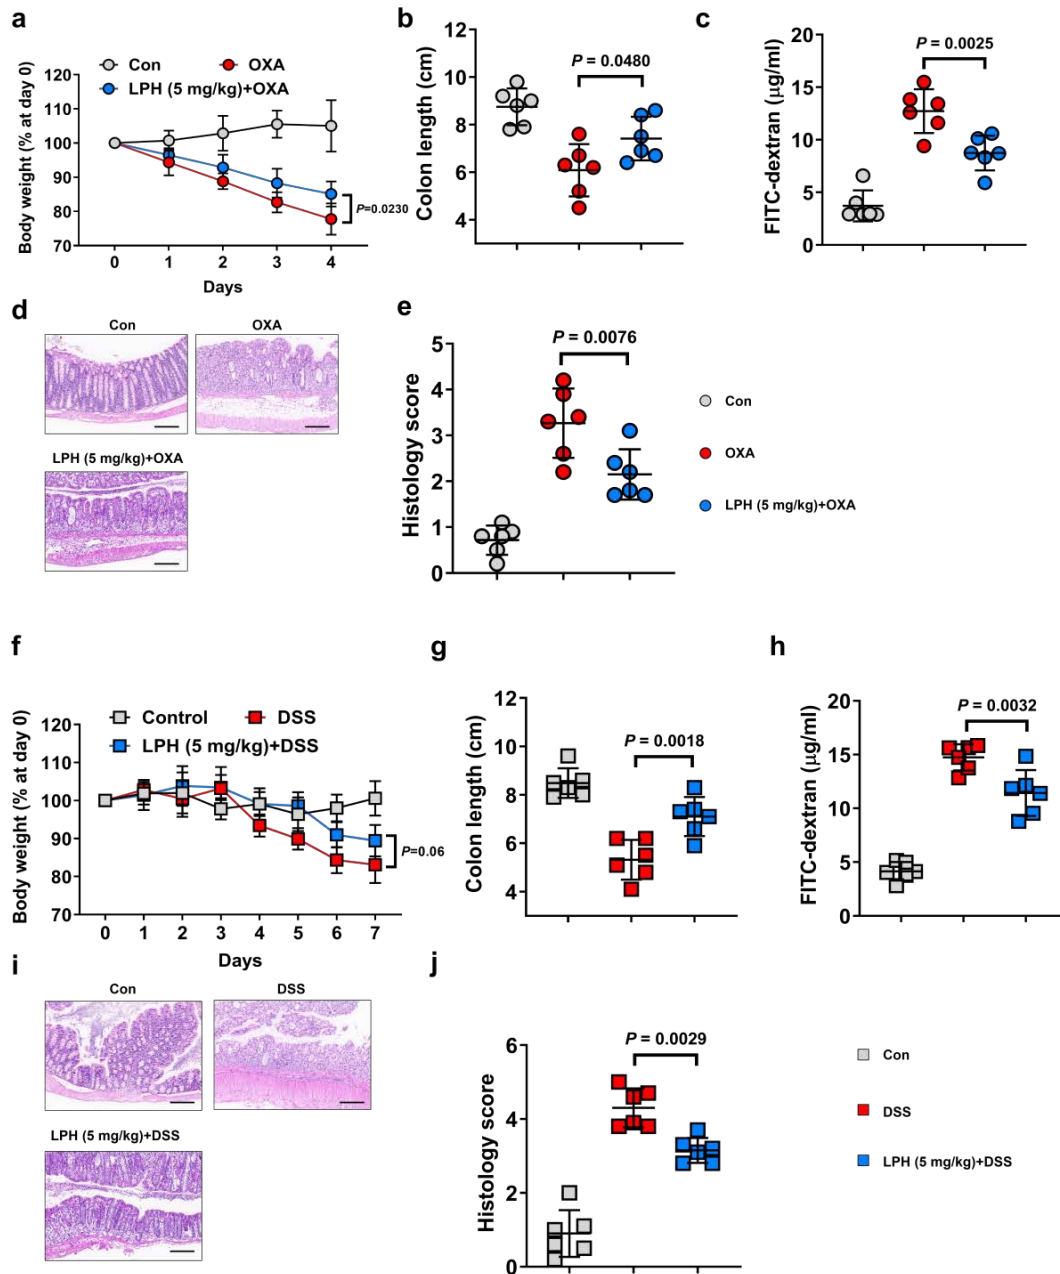 a
Con
OXA
LPH (5 mg/kg)+OXA
Body weight (% at day 0)
120
110
100
90
80
70
0 1 2 3 4
Days
P=0.0230
b
Colon length (cm)
12
10
8
6
4
P = 0.0480
c
FITC-dextran (µg/ml)
20
15
10
5
0
P = 0.0025
d
Con
OXA
LPH (5 mg/kg)+OXA
e
Histology score
5
4
3
2
1
0
P = 0.0076
Con
OXA
LPH (5 mg/kg)+OXA
f
Control
DSS
LPH (5 mg/kg)+DSS
Body weight (% at day 0)
120
110
100
90
80
70
0 1 2 3 4 5 6 7
Days
P=0.06
g
Colon length (cm)
12
10
8
6
4
P = 0.0018
h
FITC-dextran (µg/ml)
20
15
10
5
0
P = 0.0032
i
Con
DSS
LPH (5 mg/kg)+DSS
j
Histology score
6
4
2
0
P = 0.0029
Con
DSS
LPH (5 mg/kg)+DSS